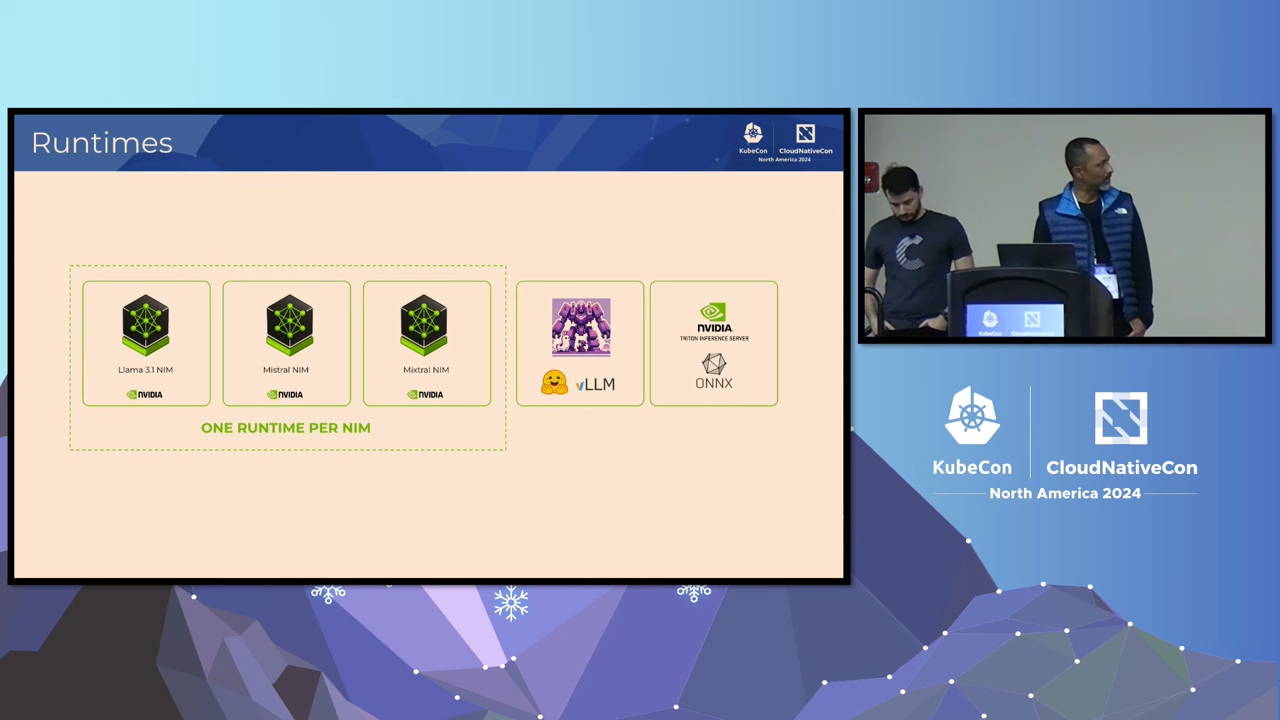 Runtimes
KubeCon
CloudNativeCon
North America 2024
Llama 3.1 NIM
NVIDIA
Mistral NIM
NVIDIA
Mixtral NIM
NVIDIA
ONE RUNTIME PER NIM
vLLM
NVIDIA.
TRITON INFERENCE SERVER
ONNX
KubeCon
CloudNativeCon
North America 2024